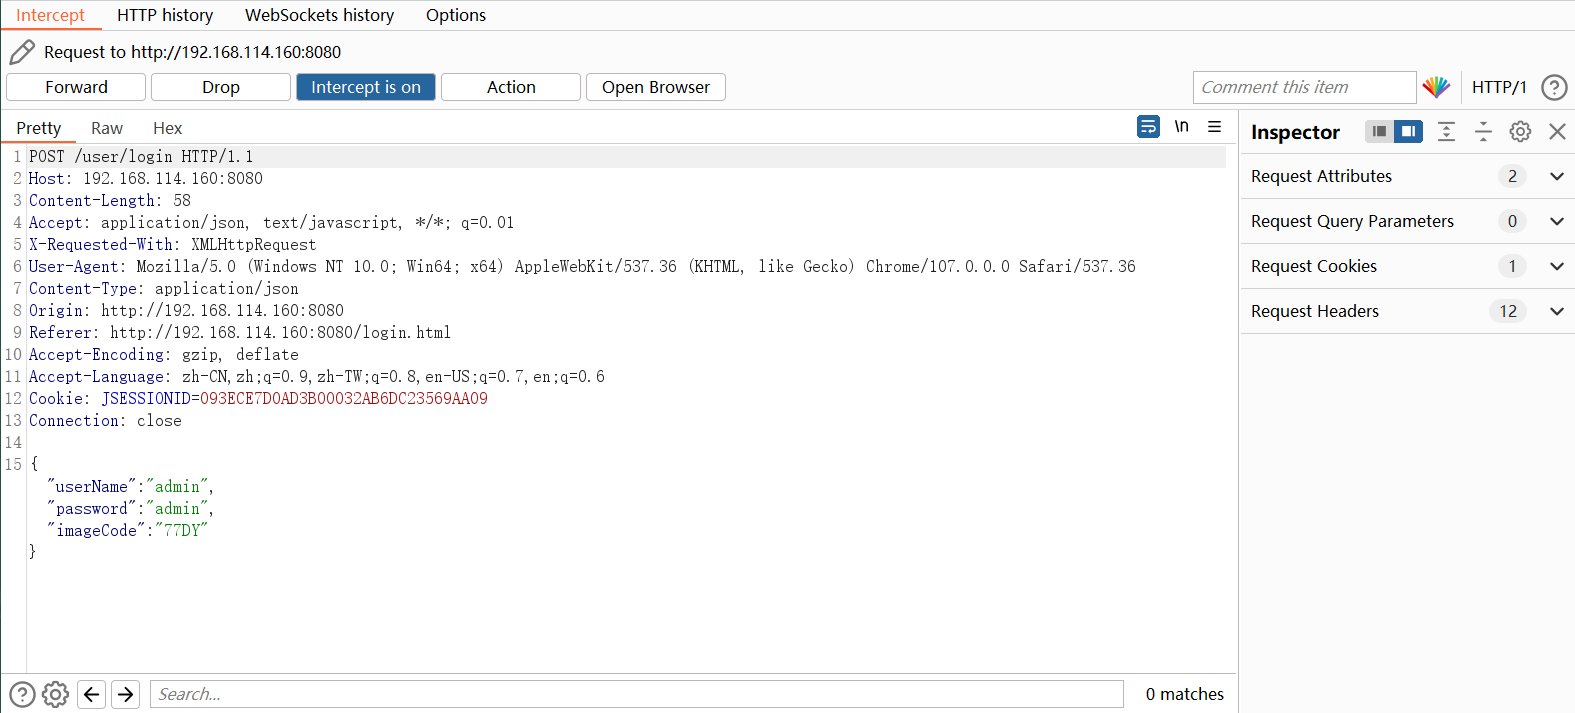 Intercept HTTP history WebSockets history Options
Request to http://192.168.114.160:8080
Forward Drop Intercept is on Action Open Browser Comment this item HTTP/1 ?
Pretty Raw Hex \n
Inspector
1 POST /user/login HTTP/1.1
2 Host: 192.168.114.160:8080
3 Content-Length: 58
4 Accept: application/json, text/javascript, */*; q=0.01
5 X-Requested-With: XMLHttpRequest
6 User-Agent: Mozilla/5.0 (Windows NT 10.0; Win64; x64) AppleWebKit/537.36 (KHTML, like Gecko) Chrome/107.0.0.0 Safari/537.36
7 Content-Type: application/json
8 Origin: http://192.168.114.160:8080
9 Referer: http://192.168.114.160:8080/login.html
10 Accept-Encoding: gzip, deflate
11 Accept-Language: zh-CN,zh;q=0.9,zh-TW;q=0.8,en-US;q=0.7,en;q=0.6
12 Cookie: JSESSIONID=093ECE7D0AD3B00032AB6DC23569AA09
13 Connection: close
14
15 {
"userName":"admin",
"password":"admin",
"imageCode":"77DY"
}
Request Attributes 2
Request Query Parameters 0
Request Cookies 1
Request Headers 12
? Search... 0 matches